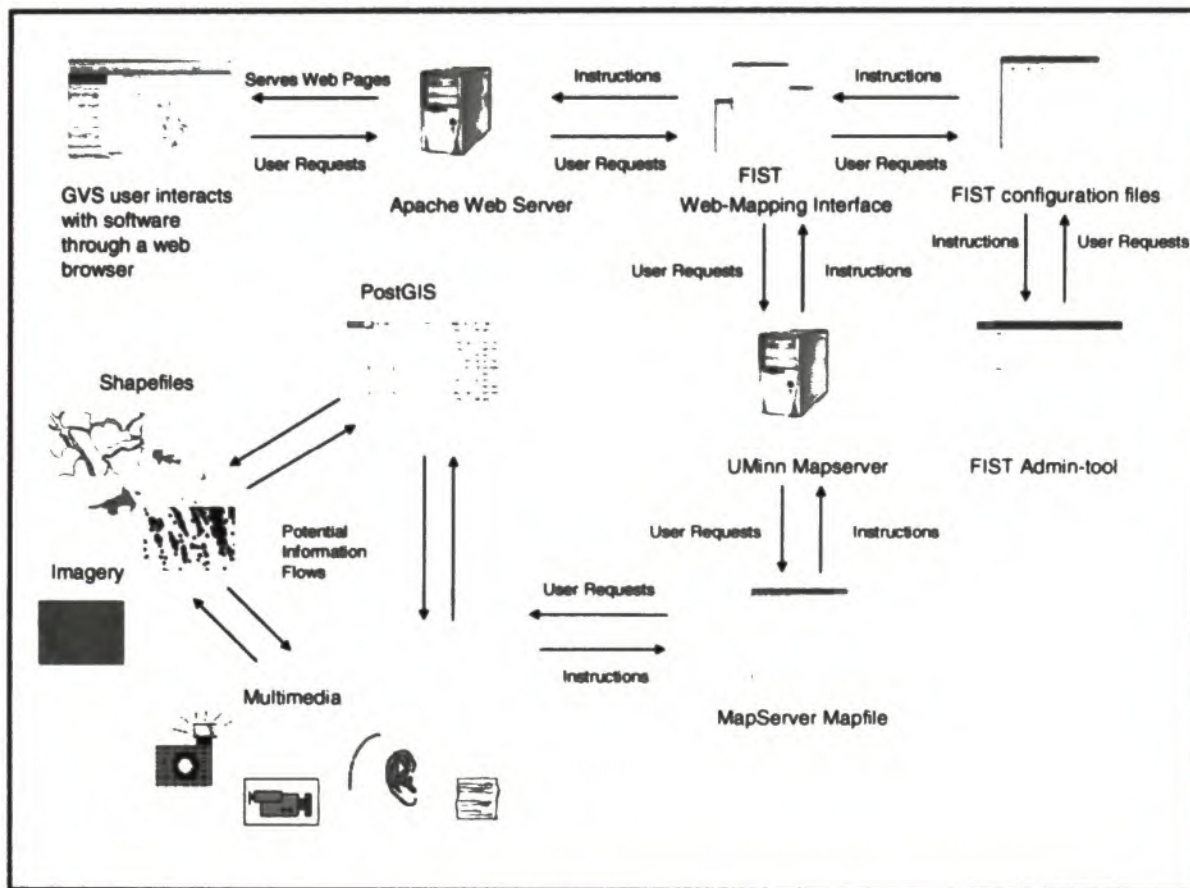 Serves Web Pages
Instructions
Instructions
User Requests
User Requests
User Requests
GVS user interacts
with software
through a web
browser
Apache Web Server
FIST
Web-Mapping Interface
FIST configuration files
Instructions
User Requests
User Requests
Instructions
PostGIS
Shapefiles
UMinn Mapserver
FIST Admin-tool
User Requests
Instructions
Potential
Information
Flows
Imagery
User Requests
Instructions
Multimedia
MapServer Mapfile